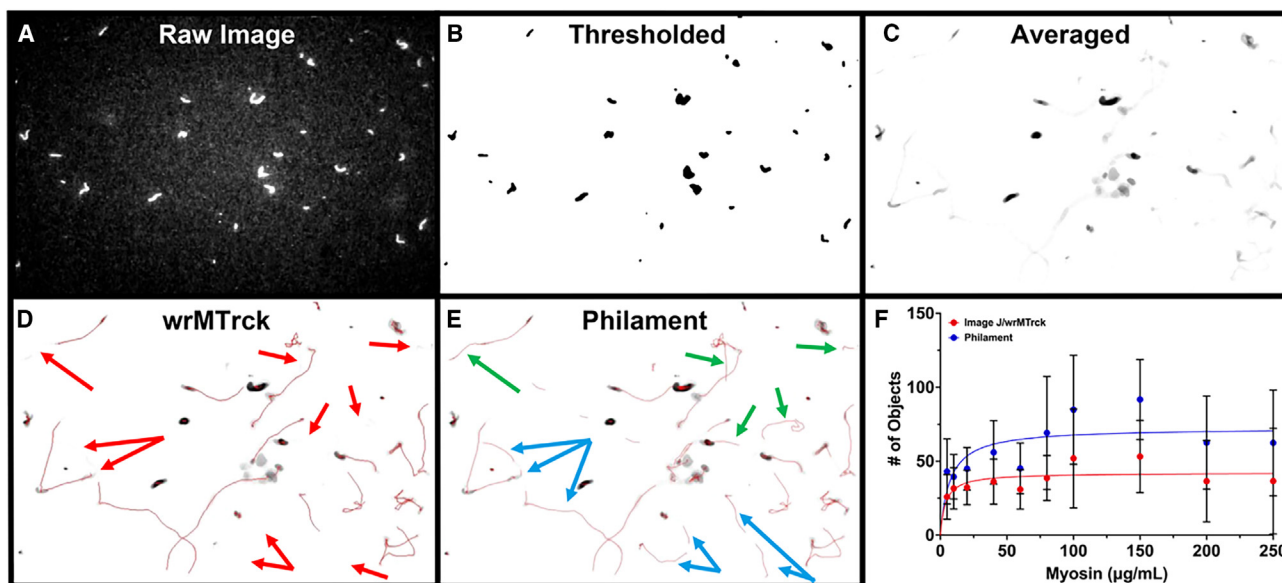 A Raw Image
B Thresholded
C Averaged
D wrMTrck
E Philament
F
Image J/wrMTrck
Philament
# of Objects
150
100
50
0
0 50 100 150 200 250
Myosin (µg/mL)